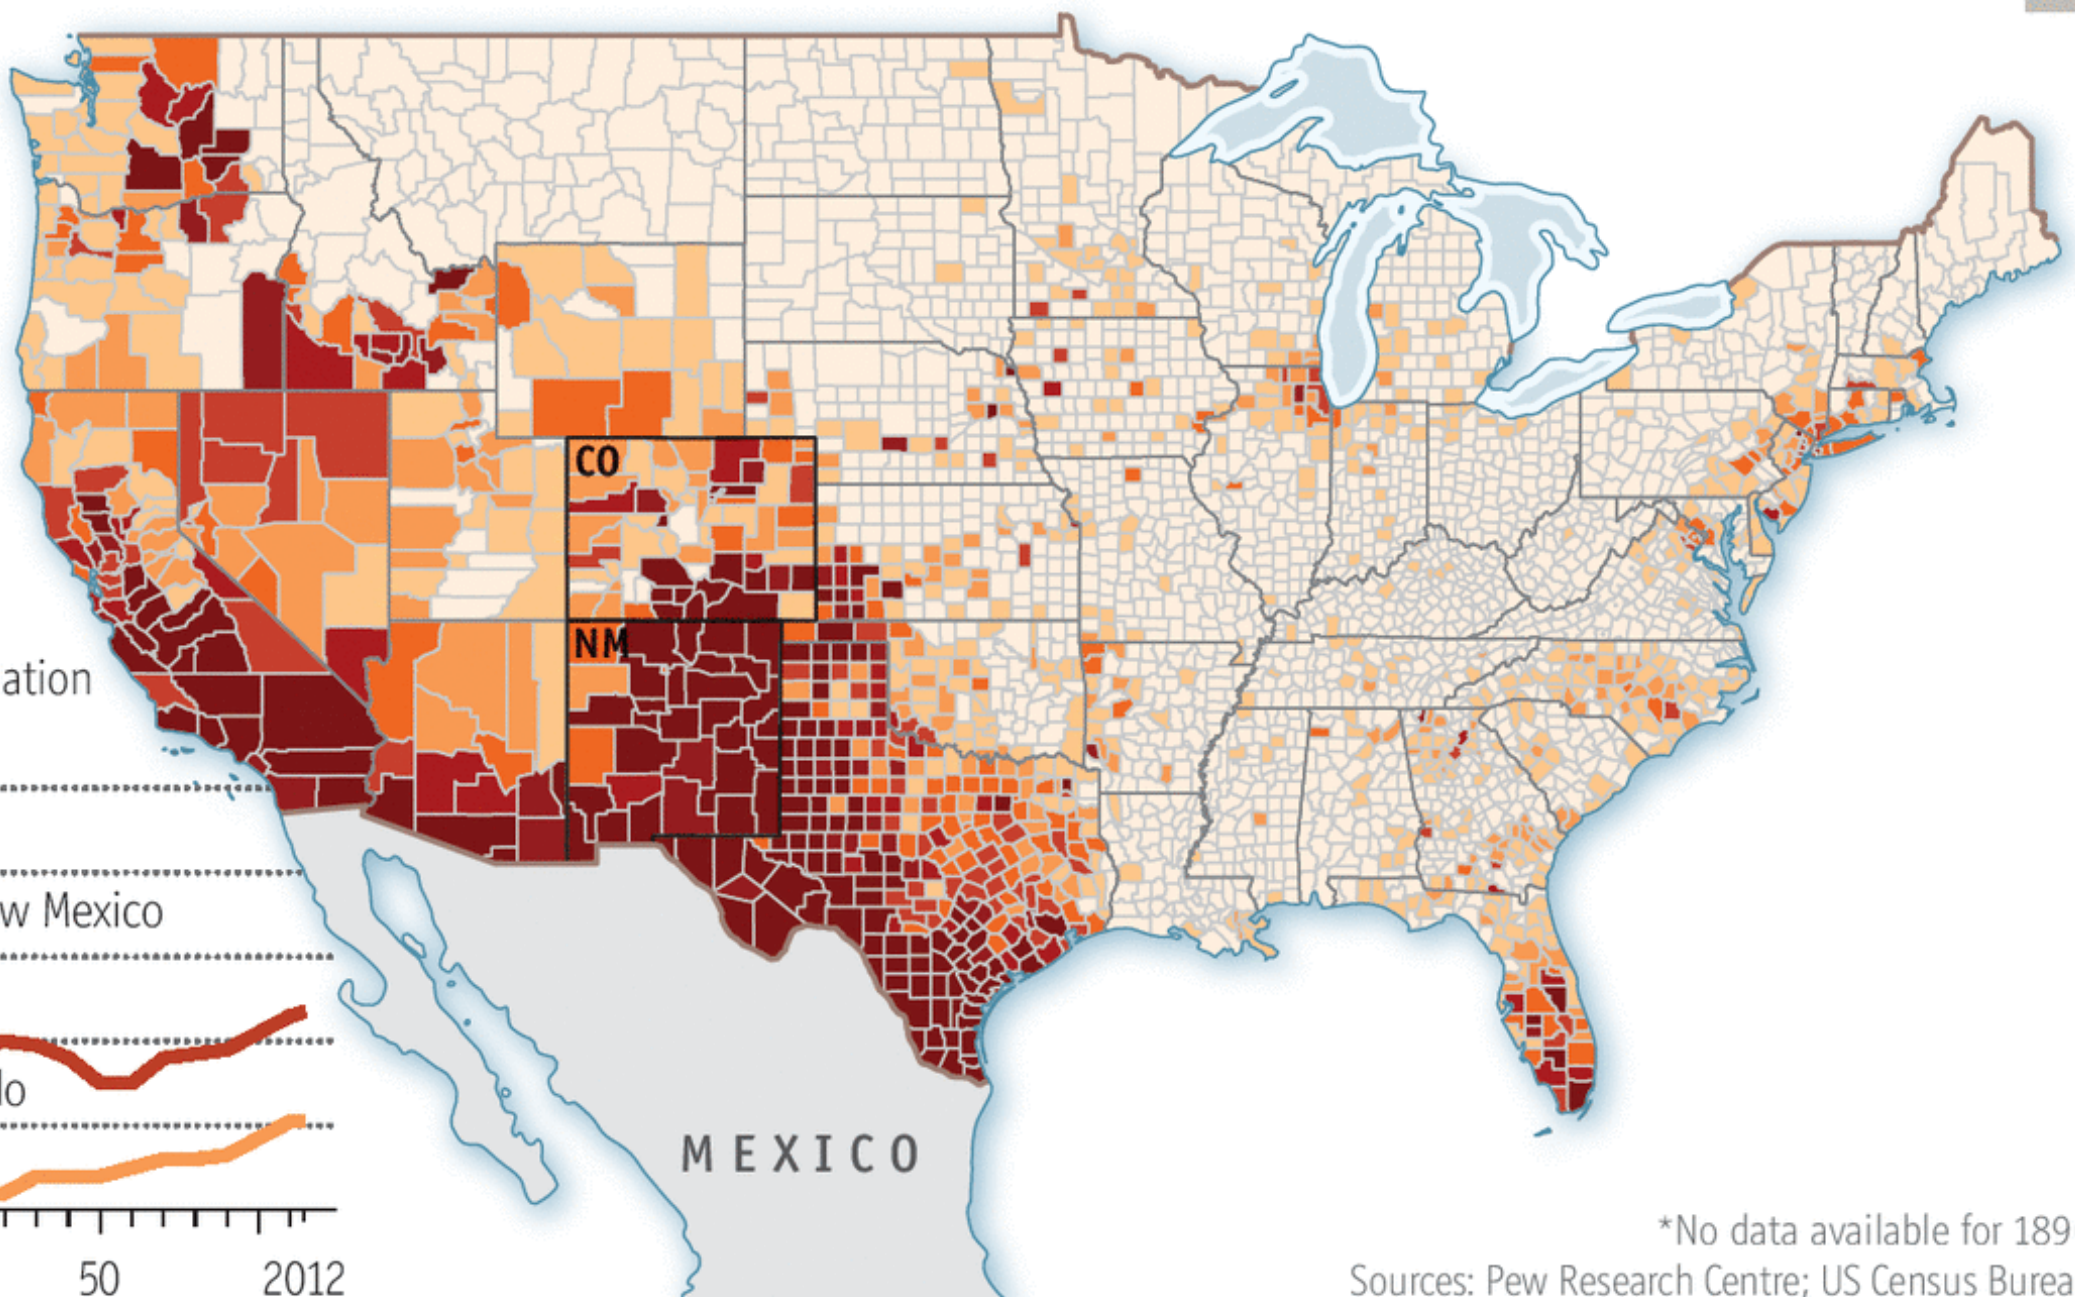 CO
NM
ation
w Mexico
lo
MEXICO
50 2012
*No data available for 189
Sources: Pew Research Centre; US Census Burea